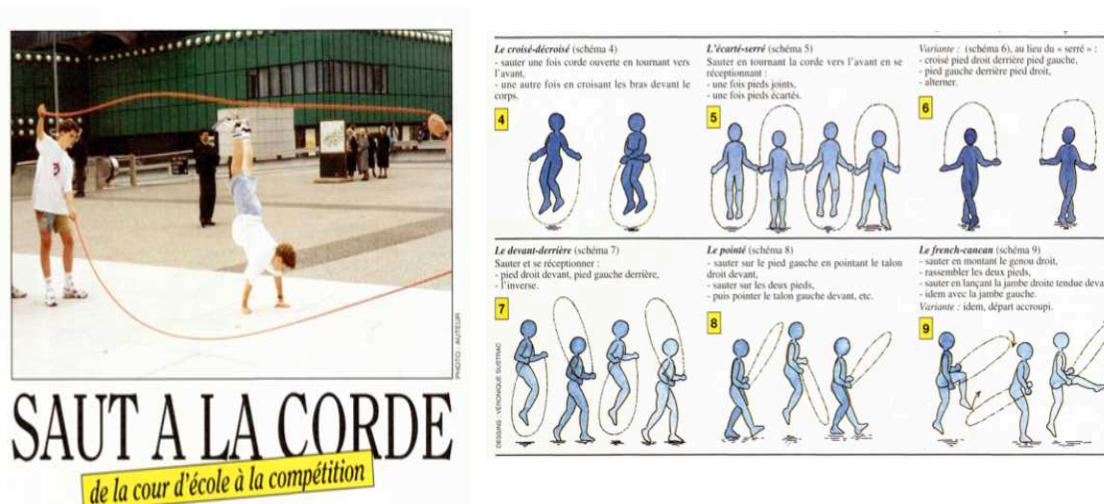 PHOTO : AUTEUR
SAUT A LA CORDE
de la cour d'école à la compétition
Le croisé-décroisé (schéma 4)
- sauter une fois corde ouverte en tournant vers
l'avant,
- une autre fois en croisant les bras devant le
corps.
4
L'écarté-serré (schéma 5)
Sauter en tournant la corde vers l'avant en se
réceptionnant :
- une fois pieds joints,
- une fois pieds écartés.
5
Variante : (schéma 6), au lieu du « serré » :
- croisé pied droit derrière pied gauche,
- pied gauche derrière pied droit,
- alterner.
6
Le devant-derrière (schéma 7)
Sauter et se réceptionner :
- pied droit devant, pied gauche derrière,
- l'inverse.
7
Le pointé (schéma 8)
- sauter sur le pied gauche en pointant le talon
droit devant,
- sauter sur les deux pieds,
- puis pointer le talon gauche devant, etc.
8
Le french-cancan (schéma 9)
- sauter en montant le genou droit,
- rassembler les deux pieds,
- sauter en lançant la jambe droite tendue deva
- idem avec la jambe gauche.
Variante : idem, départ accroupi.
9
DESSINS : VÉRONIQUE SUSTRAC